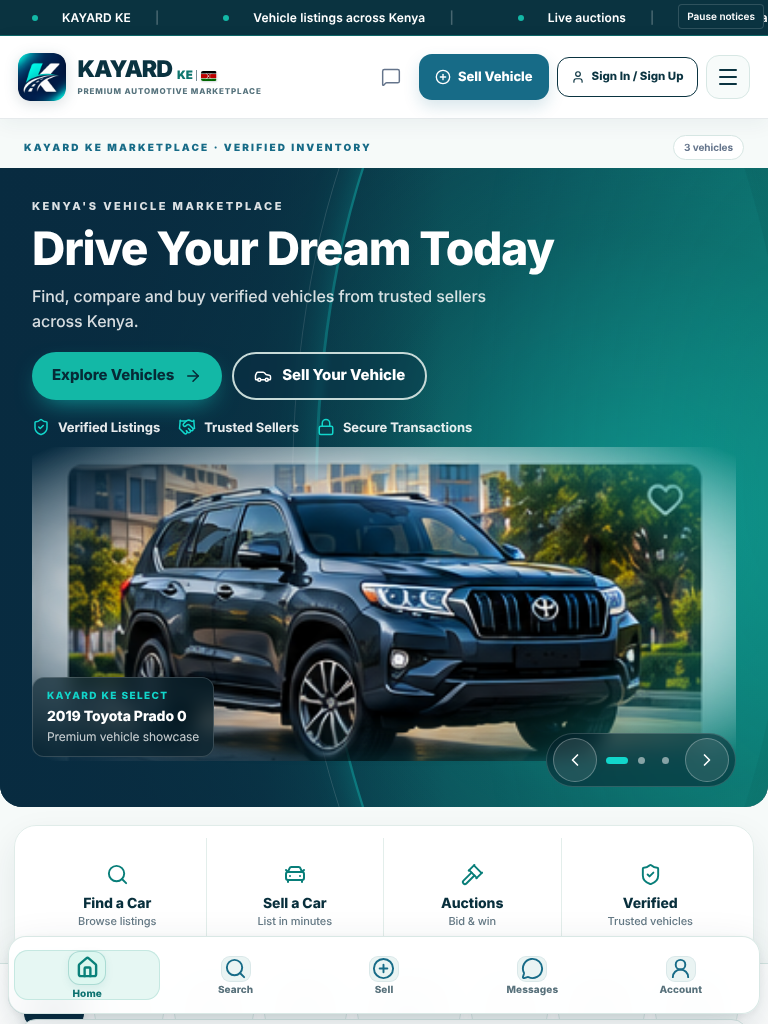 KAYARD KE
Vehicle listings across Kenya
Live auctions
Pause notices
KAYARD KE
PREMIUM AUTOMOTIVE MARKETPLACE
Sell Vehicle
Sign In / Sign Up
KAYARD KE MARKETPLACE · VERIFIED INVENTORY
3 vehicles
KENYA'S VEHICLE MARKETPLACE
Drive Your Dream Today
Find, compare and buy verified vehicles from trusted sellers
across Kenya.
Explore Vehicles
Sell Your Vehicle
Verified Listings
Trusted Sellers
Secure Transactions
KAYARD KE SELECT
2019 Toyota Prado 0
Premium vehicle showcase
Find a Car
Browse listings
Sell a Car
List in minutes
Auctions
Bid & win
Verified
Trusted vehicles
Home
Search
Sell
Messages
Account